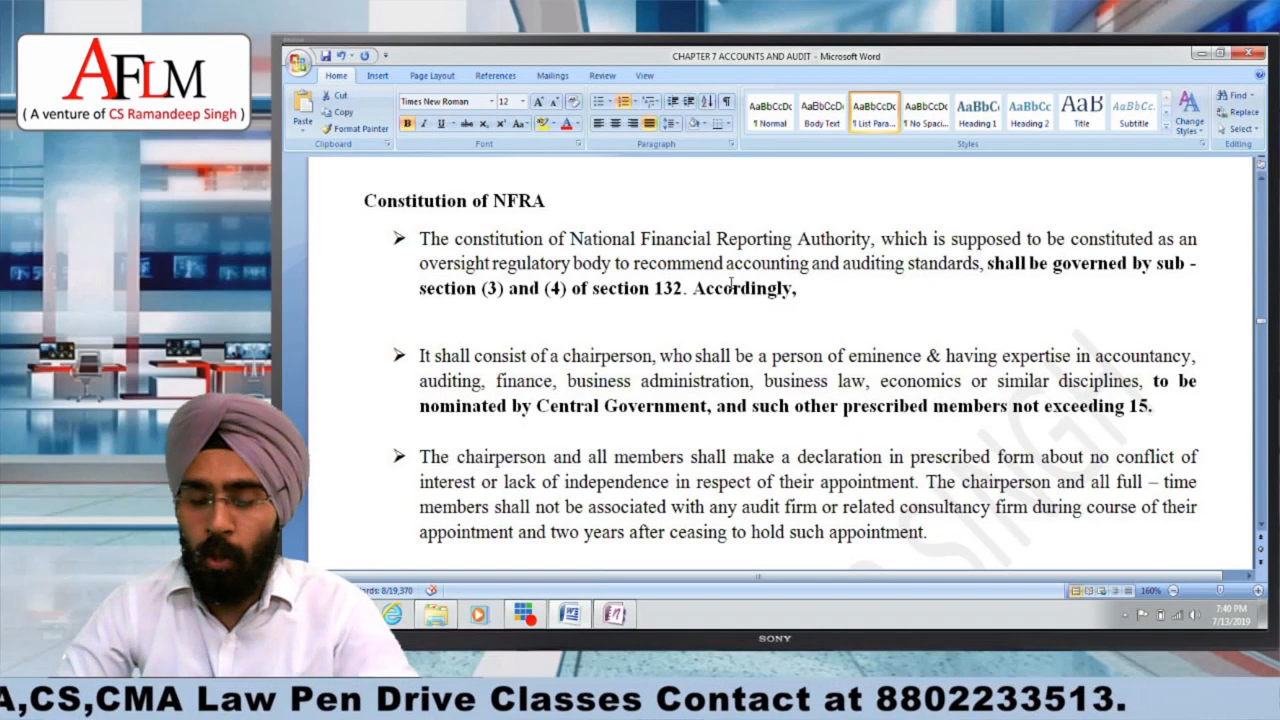 AFLM
( A venture of CS Ramandeep Singh )
CHAPTER 7 ACCOUNTS AND AUDIT - Microsoft Word
Home Insert Page Layout References Mailings Review View
Paste
Cut
Copy
Format Painter
Clipboard
Times New Roman 12
Font
Paragraph
AaBbCcDc AaBbCcDc AaBbCcDc AaBbCcDc AaBbC AaBbCc AaB AaBbCc.
¶ Normal Body Text ¶ List Para... ¶ No Spaci... Heading 1 Heading 2 Title Subtitle
Change Styles
Styles
Find
Replace
Select
Editing
Constitution of NFRA
➢ The constitution of National Financial Reporting Authority, which is supposed to be constituted as an
oversight regulatory body to recommend accounting and auditing standards, shall be governed by sub -
section (3) and (4) of section 132. Accordingly,
➢ It shall consist of a chairperson, who shall be a person of eminence & having expertise in accountancy,
auditing, finance, business administration, business law, economics or similar disciplines, to be
nominated by Central Government, and such other prescribed members not exceeding 15.
➢ The chairperson and all members shall make a declaration in prescribed form about no conflict of
interest or lack of independence in respect of their appointment. The chairperson and all full – time
members shall not be associated with any audit firm or related consultancy firm during course of their
appointment and two years after ceasing to hold such appointment.
SINGH
rds: 8/19,370
160%
7:40 PM
7/13/2019
SONY
A,CS,CMA Law Pen Drive Classes Contact at 8802233513.